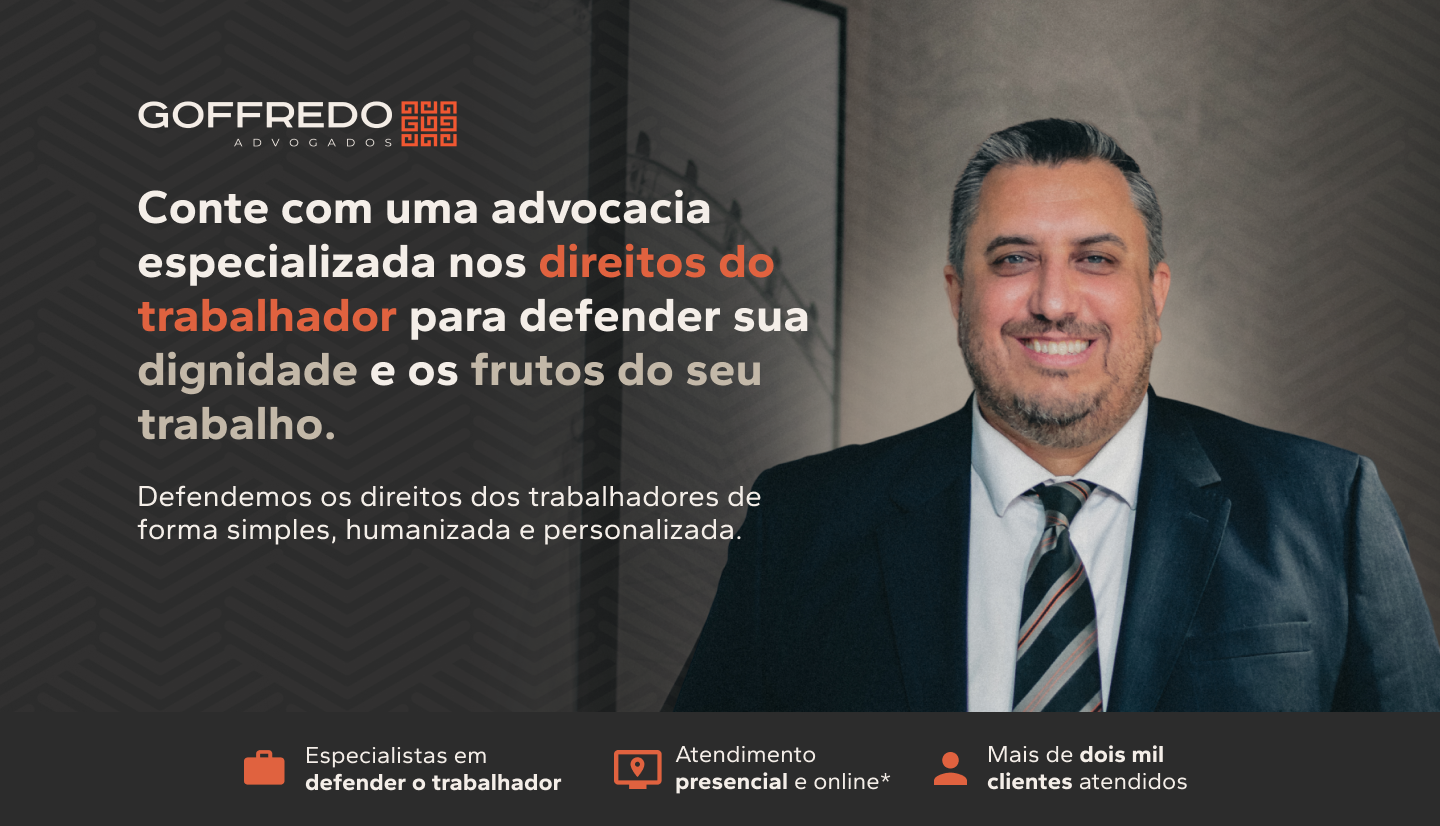 GOFFREDO
ADVOGADOS
Conte com uma advocacia
especializada nos direitos do
trabalhador para defender sua
dignidade e os frutos do seu
trabalho.
Defendemos os direitos dos trabalhadores de
forma simples, humanizada e personalizada.
Especialistas em
defender o trabalhador
Atendimento
presencial e online*
Mais de dois mil
clientes atendidos